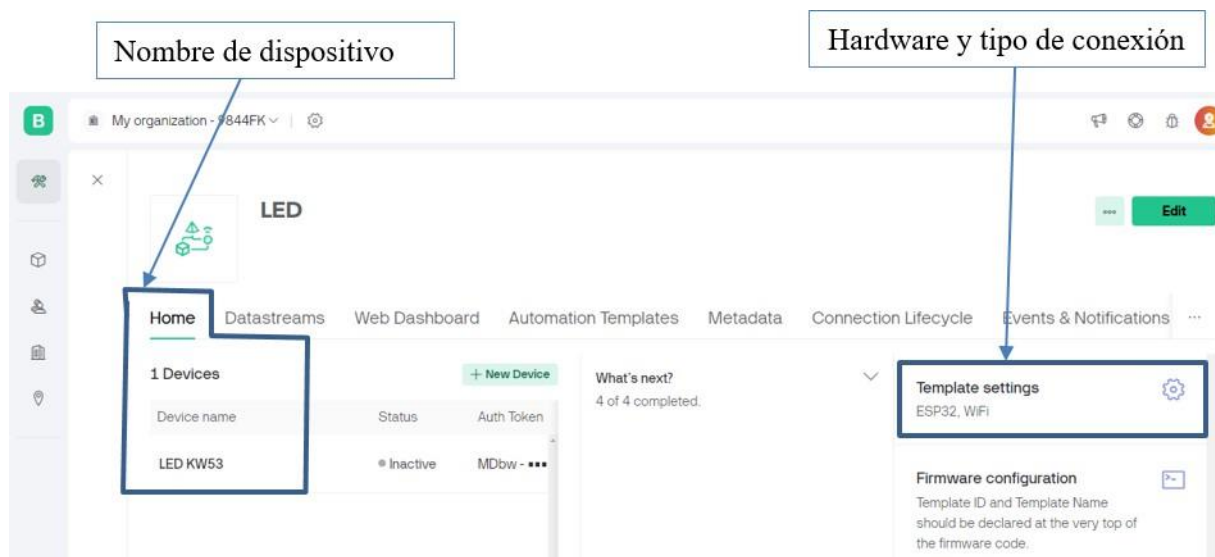 Nombre de dispositivo
Hardware y tipo de conexión
B
My organization - 9844FK
LED
Edit
Home Datastreams Web Dashboard Automation Templates Metadata Connection Lifecycle Events & Notifications
1 Devices
+ New Device
Device name Status Auth Token
LED KW53 Inactive MDbw - •••
What's next?
4 of 4 completed.
Template settings
ESP32, WiFi
Firmware configuration
Template ID and Template Name
should be declared at the very top of
the firmware code.